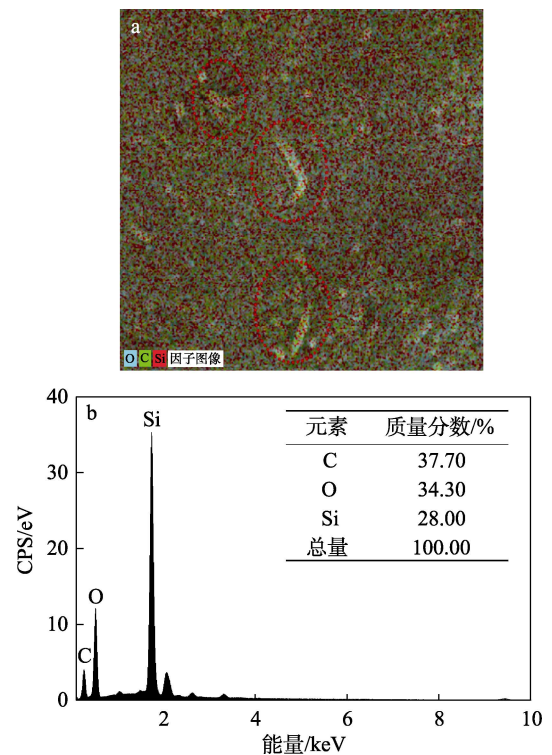 a
O C Si 因子图像
b
40
30
20
10
0
CPS/eV
Si
O
C
元素 质量分数/%
C 37.70
O 34.30
Si 28.00
总量 100.00
2 4 6 8 10
能量/keV